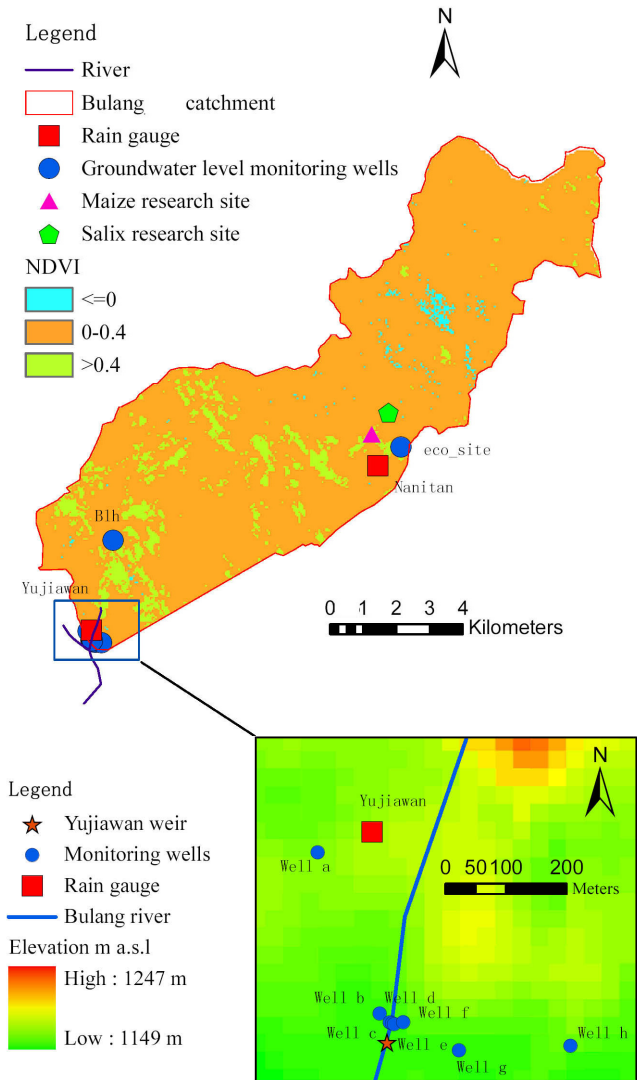 Legend
N
River
Bulang catchment
Rain gauge
Groundwater level monitoring wells
Maize research site
Salix research site
NDVI
<=0
0-0.4
>0.4
eco_site
Nanitan
Blh
Yujiawan
0 1 2 3 4
Kilometers
Legend
Yujiawan weir
Monitoring wells
Rain gauge
Bulang river
Elevation m a.s.l
High : 1247 m
Low : 1149 m
N
Yujiawan
Well a
0 50 100 200
Meters
Well b Well d
Well f
Well c Well e
Well g
Well h